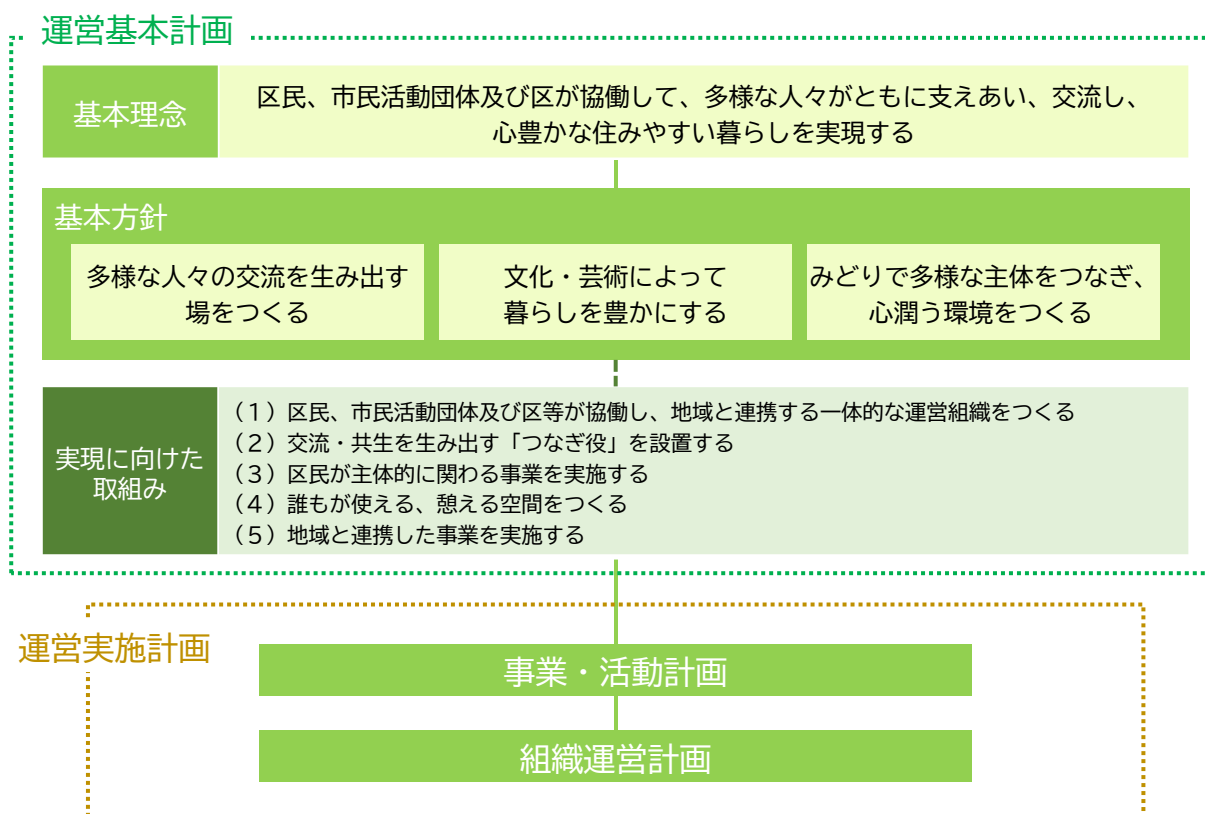 運営基本計画
基本理念
区民、市民活動団体及び区が協働して、多様な人々がともに支えあい、交流し、
心豊かな住みやすい暮らしを実現する
基本方針
多様な人々の交流を生み出す
場をつくる
文化・芸術によって
暮らしを豊かにする
みどりで多様な主体をつなぎ、
心潤う環境をつくる
実現に向けた
取組み
（１）区民、市民活動団体及び区等が協働し、地域と連携する一体的な運営組織をつくる
（２）交流・共生を生み出す「つなぎ役」を設置する
（３）区民が主体的に関わる事業を実施する
（４）誰もが使える、憩える空間をつくる
（５）地域と連携した事業を実施する
運営実施計画
事業・活動計画
組織運営計画